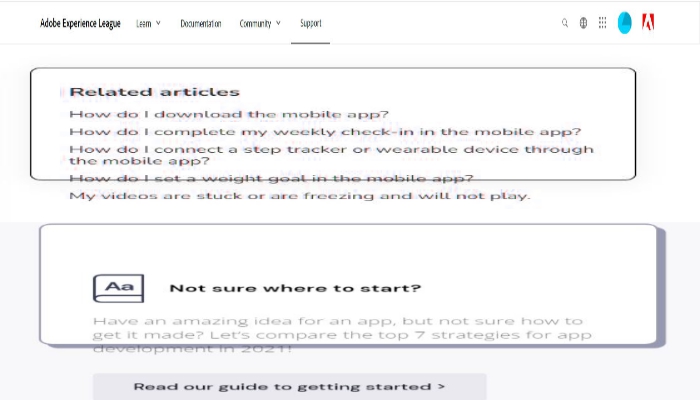 Adobe Experience League Learn Documentation Community Support
Related articles
How do I download the mobile app?
How do I complete my weekly check-in in the mobile app?
How do I connect a step tracker or wearable device through
the mobile app?
How do I set a weight goal in the mobile app?
My videos are stuck or are freezing and will not play.
Aa
Not sure where to start?
Have an amazing idea for an app, but not sure how to
get it made? Let's compare the top 7 strategies for app
development in 2021!
Read our guide to getting started >